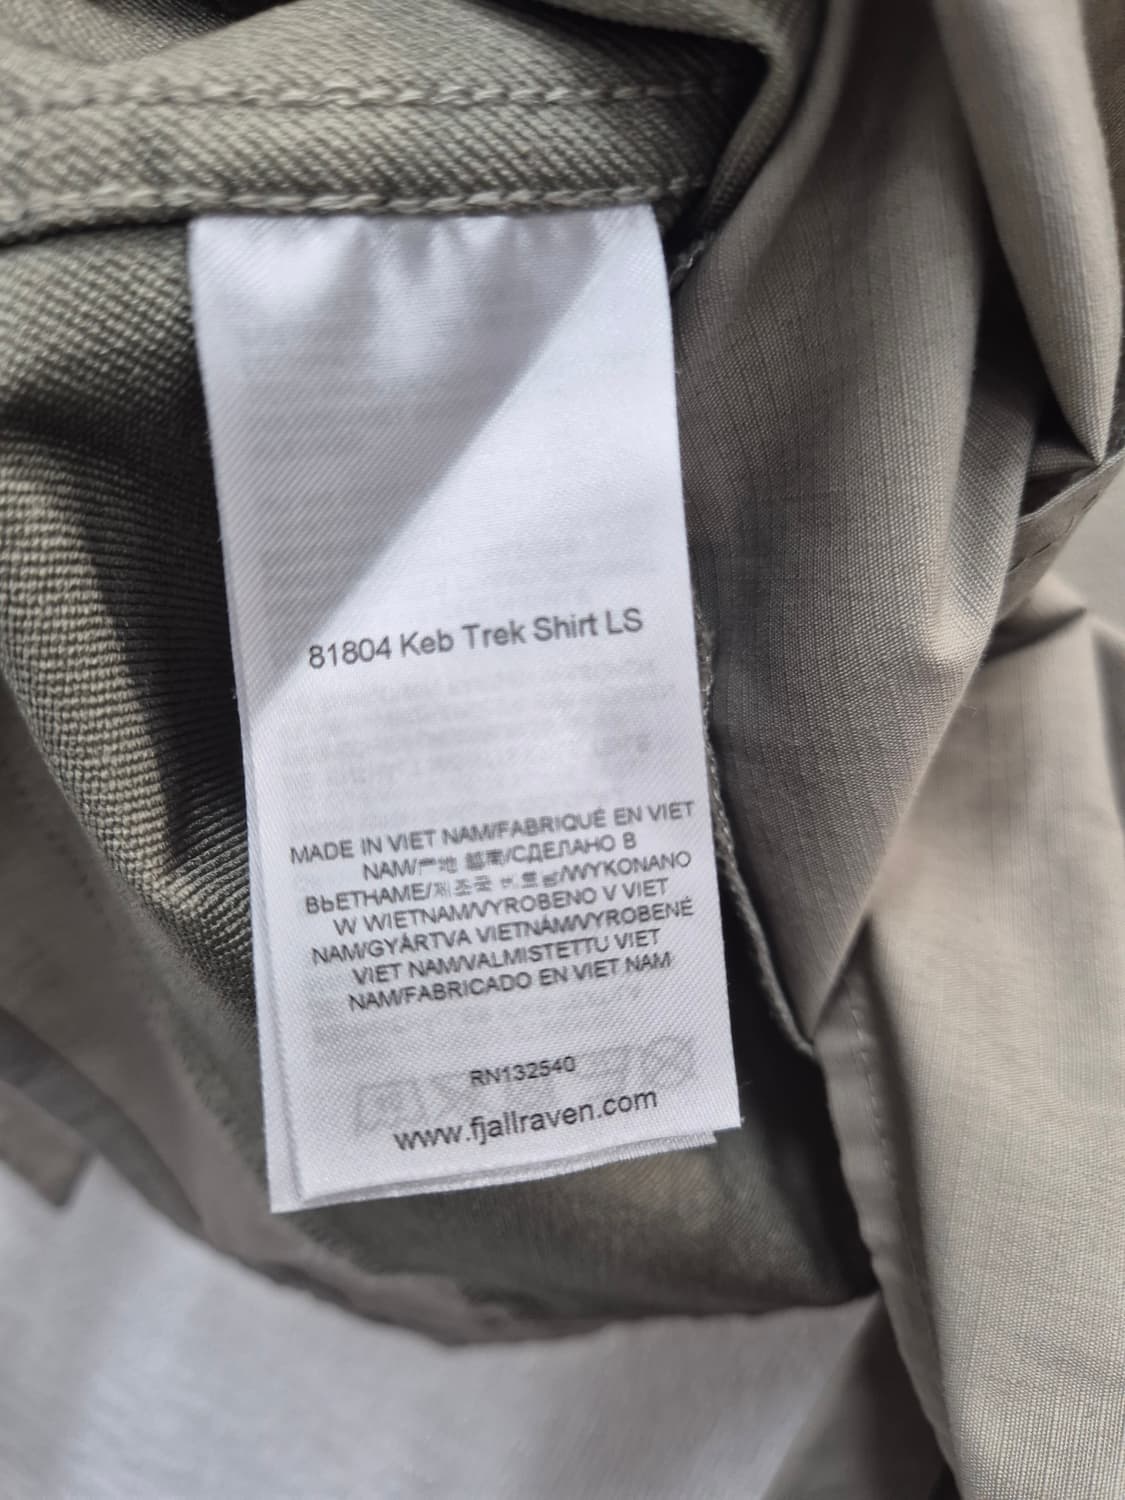 81804 Keb Trek Shirt LS
MADE IN VIET NAM/FABRIQUÉ EN VIET
NAM/产地 越南/СДЕЛАНО В
ВЬЕТНАМЕ/제조국 베트남/WYKONANO
W WIETNAM/VYROBENO V VIET
NAM/GYÁRTVA VIETNÁM/VYROBENÉ
VIET NAM/VALMISTETTU VIET
NAM/FABRICADO EN VIET NAM
RN132540
www.fjallraven.com